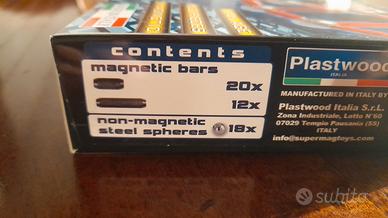 contents
magnetic bars
20x
12x
non-magnetic
steel spheres 18x
Plastwood
ITALIA
MANUFACTURED IN ITALY BY
Plastwood Italia S.r.L.
Zona Industriale, Lotto N°60
07029 Tempio Pausania (SS)
ITALY
info@supermagtoys.com
subito